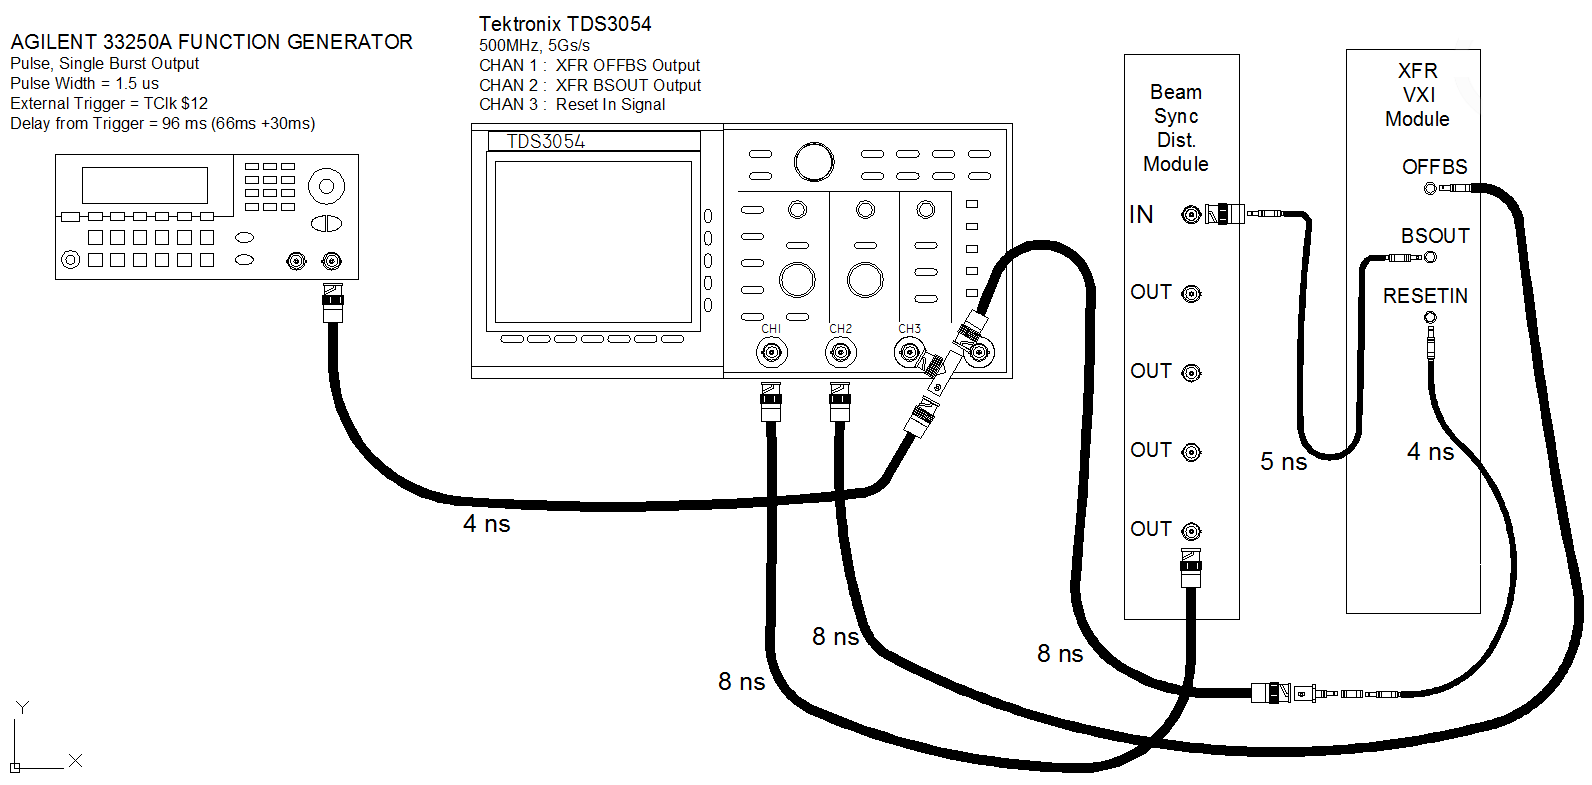 AGILENT 33250A FUNCTION GENERATOR
Pulse, Single Burst Output
Pulse Width = 1.5 us
External Trigger = TClk $12
Delay from Trigger = 96 ms (66ms +30ms)
Tektronix TDS3054
500MHz, 5Gs/s
CHAN 1 : XFR OFFBS Output
CHAN 2 : XFR BSOUT Output
CHAN 3 : Reset In Signal
TDS3054
CH1
CH2
CH3
Beam
Sync
Dist.
Module
IN
OUT
OUT
OUT
OUT
XFR
VXI
Module
OFFBS
BSOUT
RESETIN
5 ns
4 ns
4 ns
8 ns
8 ns
8 ns
Y
X